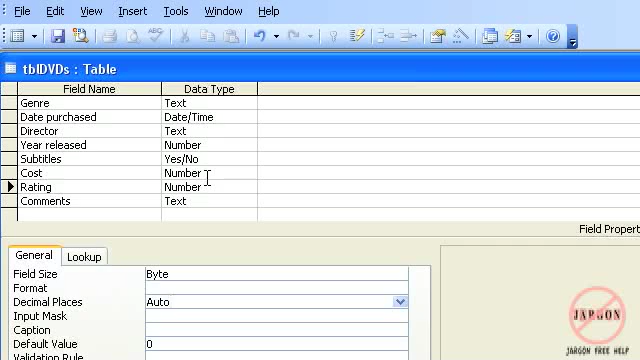 File Edit View Insert Tools Window Help
tblDVDs : Table
Field Name Data Type
Genre Text
Date purchased Date/Time
Director Text
Year released Number
Subtitles Yes/No
Cost Number
Rating Number
Comments Text
Field Propert
General Lookup
Field Size Byte
Format
Decimal Places Auto
Input Mask
Caption
Default Value 0
Validation Rule
JARGON
JARGON FREE HELP